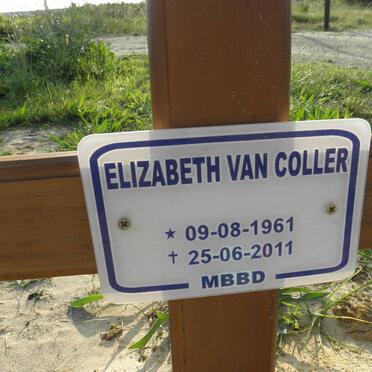 ELIZABETH VAN COLLER
★ 09-08-1961
✝ 25-06-2011
MBBD